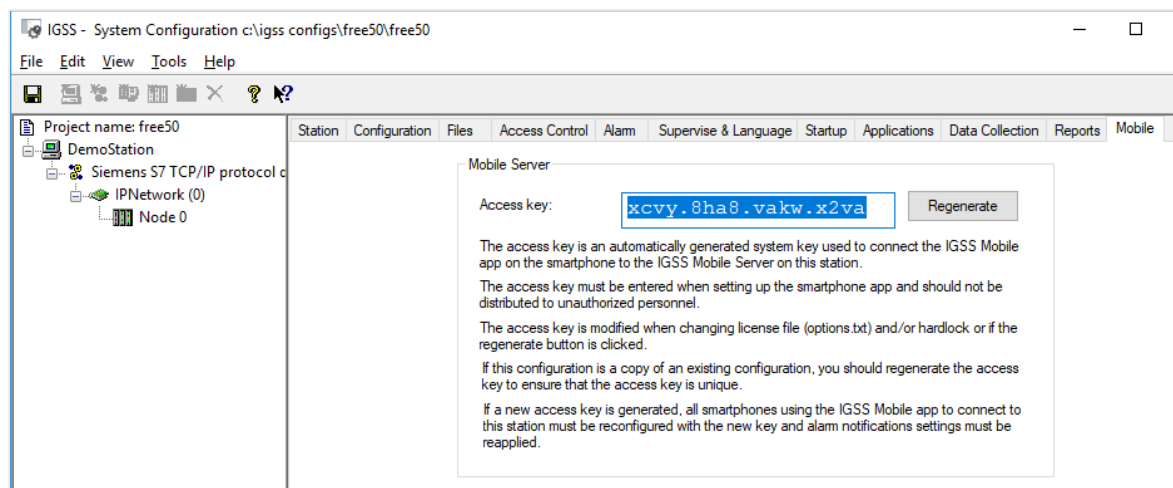 IGSS - System Configuration c:\igss configs\free50\free50
File Edit View Tools Help
Project name: free50
DemoStation
Siemens S7 TCP/IP protocol
IPNetwork (0)
Node 0
Station Configuration Files Access Control Alarm Supervise & Language Startup Applications Data Collection Reports Mobile
Mobile Server
Access key: xcvy.8ha8.vakw.x2va Regenerate
The access key is an automatically generated system key used to connect the IGSS Mobile
app on the smartphone to the IGSS Mobile Server on this station.
The access key must be entered when setting up the smartphone app and should not be
distributed to unauthorized personnel.
The access key is modified when changing license file (options.txt) and/or hardlock or if the
regenerate button is clicked.
If this configuration is a copy of an existing configuration, you should regenerate the access
key to ensure that the access key is unique.
If a new access key is generated, all smartphones using the IGSS Mobile app to connect to
this station must be reconfigured with the new key and alarm notifications settings must be
reapplied.